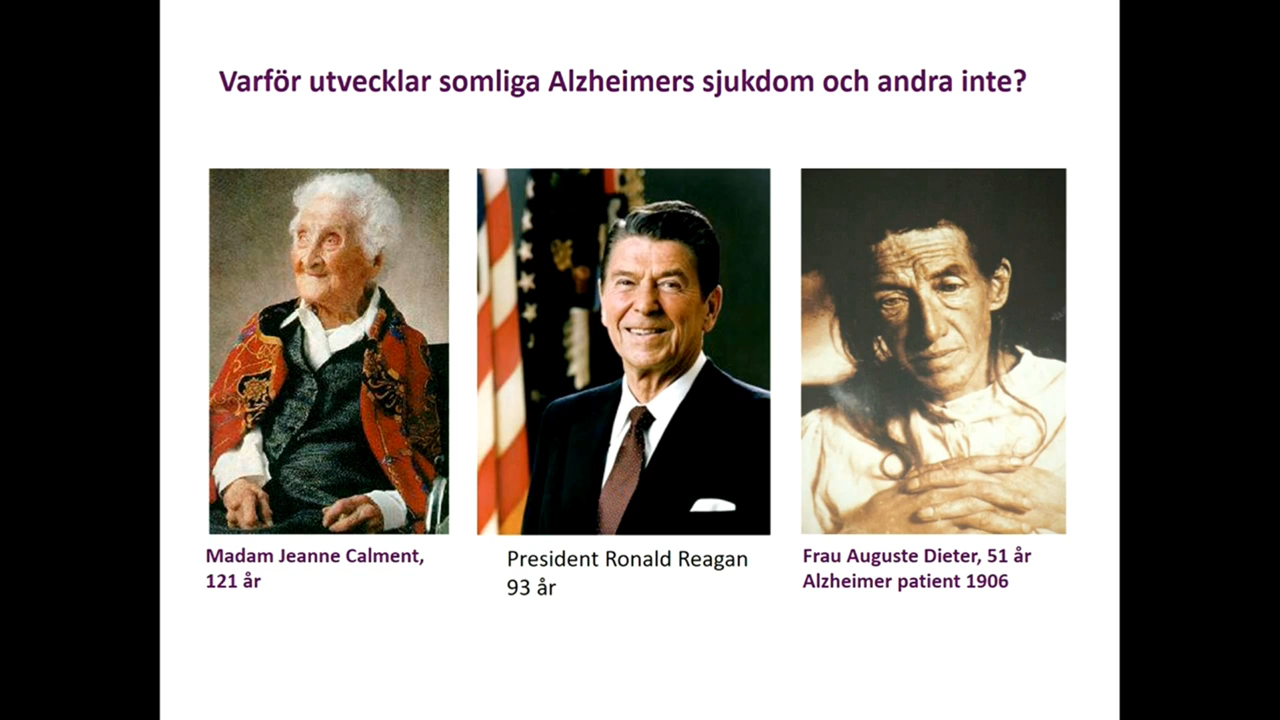 Varför utvecklar somliga Alzheimers sjukdom och andra inte?
Madam Jeanne Calment,
121 år
President Ronald Reagan
93 år
Frau Auguste Dieter, 51 år
Alzheimer patient 1906